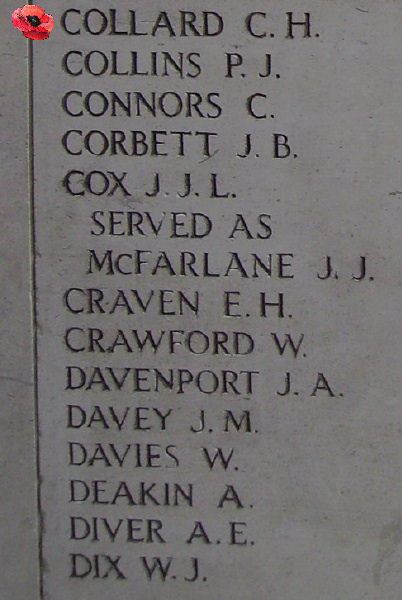 COLLARD C. H.
COLLINS P. J.
CONNORS C.
CORBETT J. B.
COX J. J. L.
SERVED AS
McFARLANE J. J.
CRAVEN E. H.
CRAWFORD W.
DAVENPORT J. A.
DAVEY J. M.
DAVIES W.
DEAKIN A.
DIVER A. E.
DIX W. J.